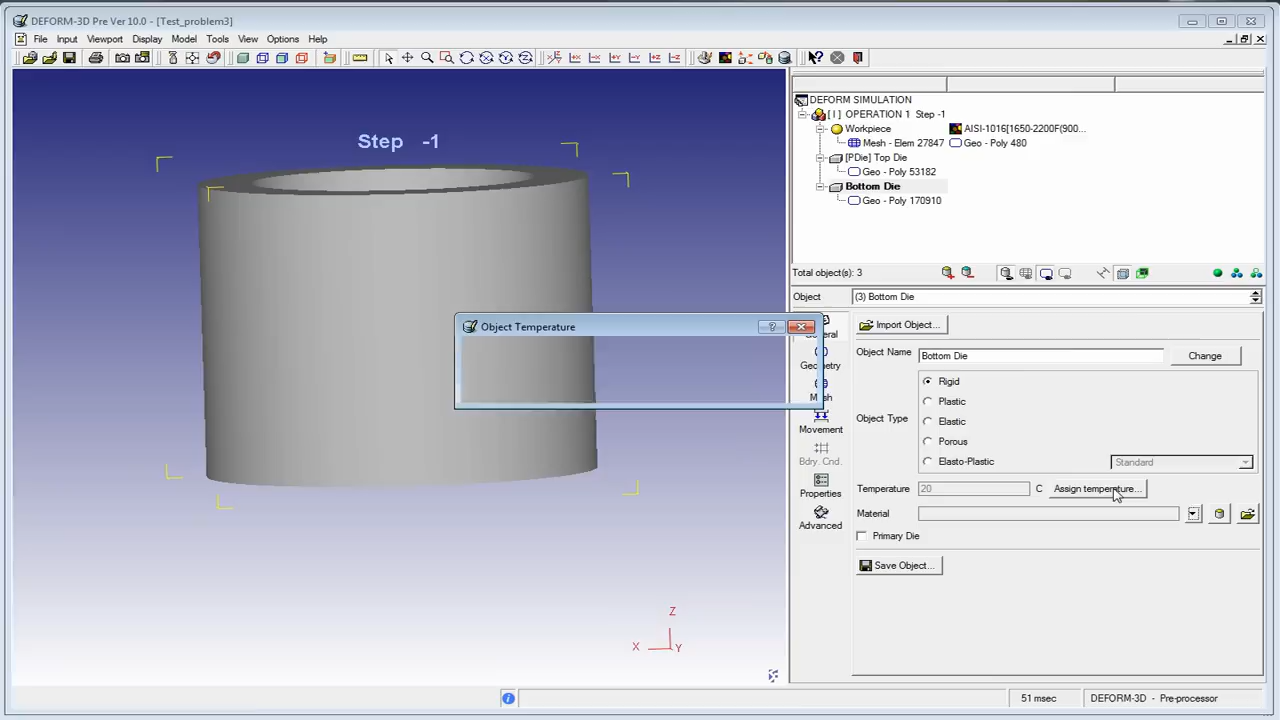 DEFORM-3D Pre Ver 10.0 - [Test_problem3]
File Input Viewport Display Model Tools View Options Help
Step -1
DEFORM SIMULATION
[ I ] OPERATION 1 Step -1
Workpiece AISI-1016[1650-2200F(900...
Mesh - Elem 27847 Geo - Poly 480
[PDie] Top Die
Geo - Poly 53182
Bottom Die
Geo - Poly 170910
Total object(s): 3
Object (3) Bottom Die
Object Temperature
Import Object...
Geometry
Object Name Bottom Die Change
Rigid
Plastic
Object Type
Elastic
Movement
Porous
Bdry. Cnd.
Elasto-Plastic Standard
Temperature 20 C Assign temperature...
Properties
Material
Advanced
Primary Die
Save Object...
Z
X
Y
51 msec DEFORM-3D - Pre-processor